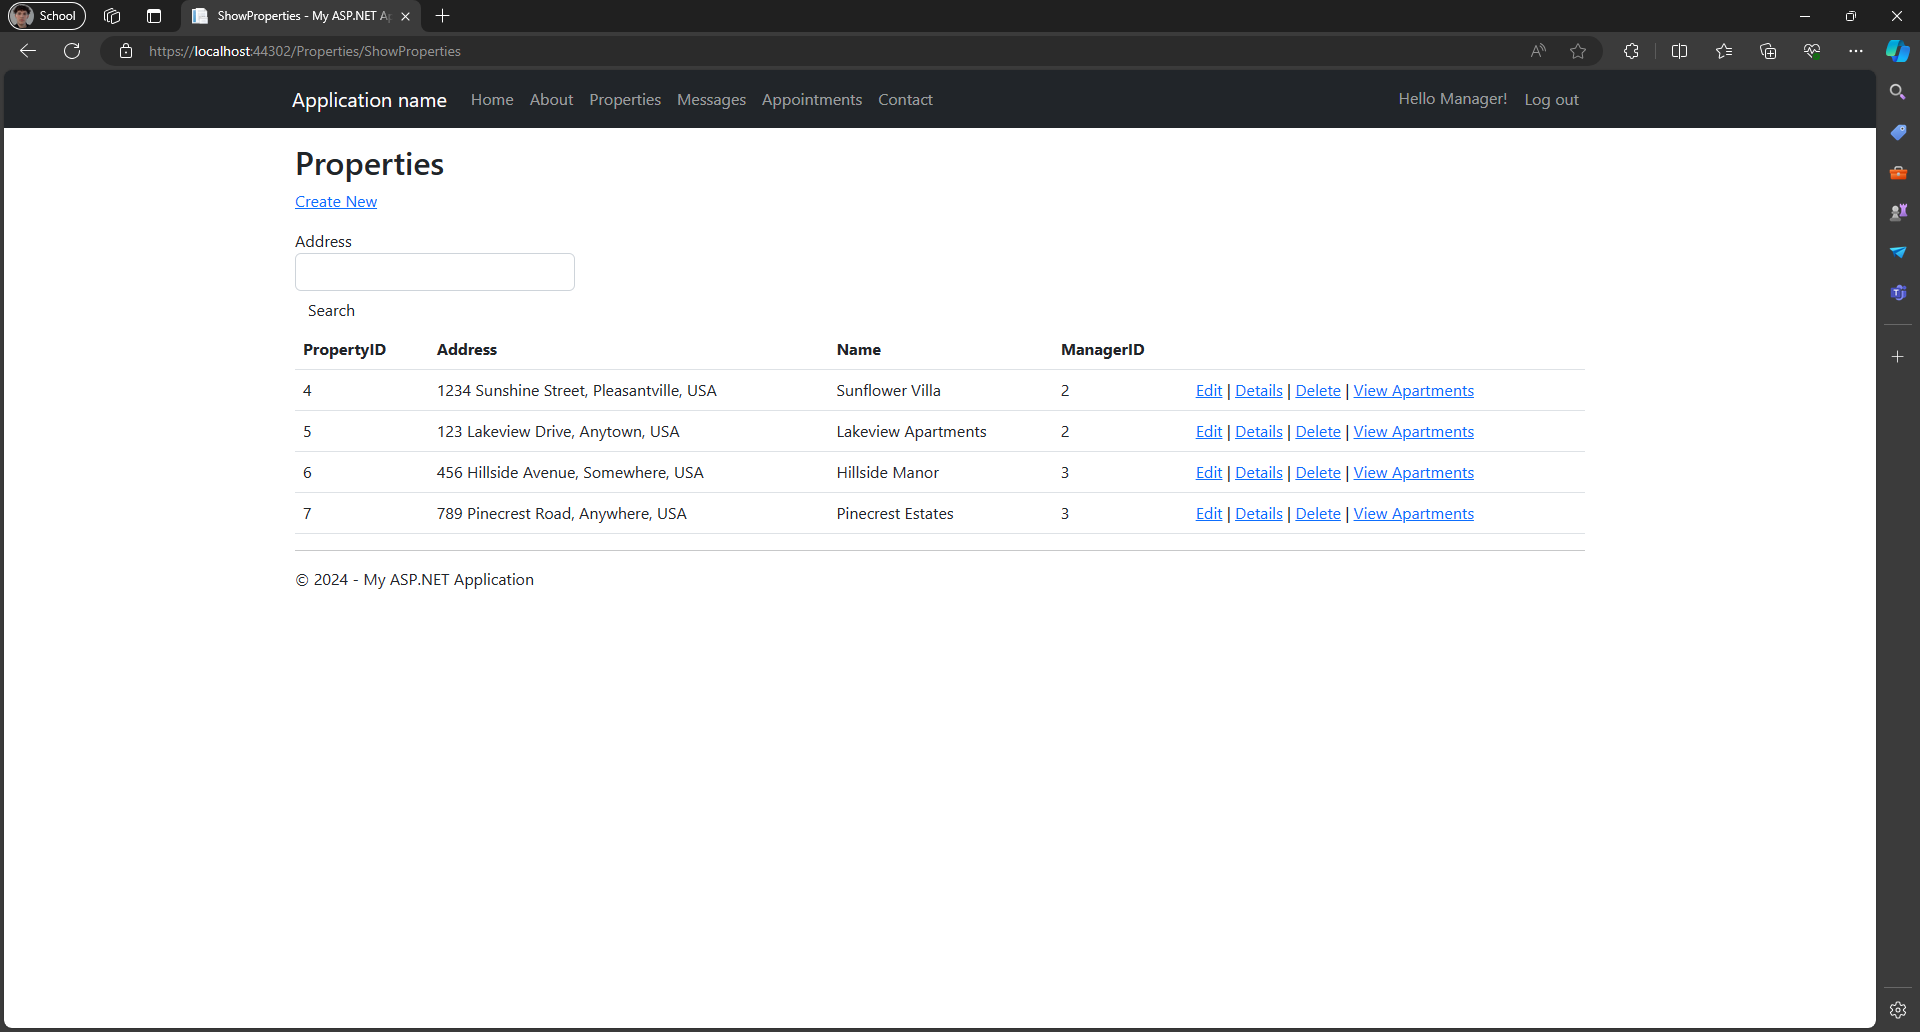 School
ShowProperties - My ASP.NET A
https://localhost:44302/Properties/ShowProperties
Application name Home About Properties Messages Appointments Contact Hello Manager! Log out
Properties
Create New
Address
Search
PropertyID Address Name ManagerID
4 1234 Sunshine Street, Pleasantville, USA Sunflower Villa 2 Edit | Details | Delete | View Apartments
5 123 Lakeview Drive, Anytown, USA Lakeview Apartments 2 Edit | Details | Delete | View Apartments
6 456 Hillside Avenue, Somewhere, USA Hillside Manor 3 Edit | Details | Delete | View Apartments
7 789 Pinecrest Road, Anywhere, USA Pinecrest Estates 3 Edit | Details | Delete | View Apartments
© 2024 - My ASP.NET Application